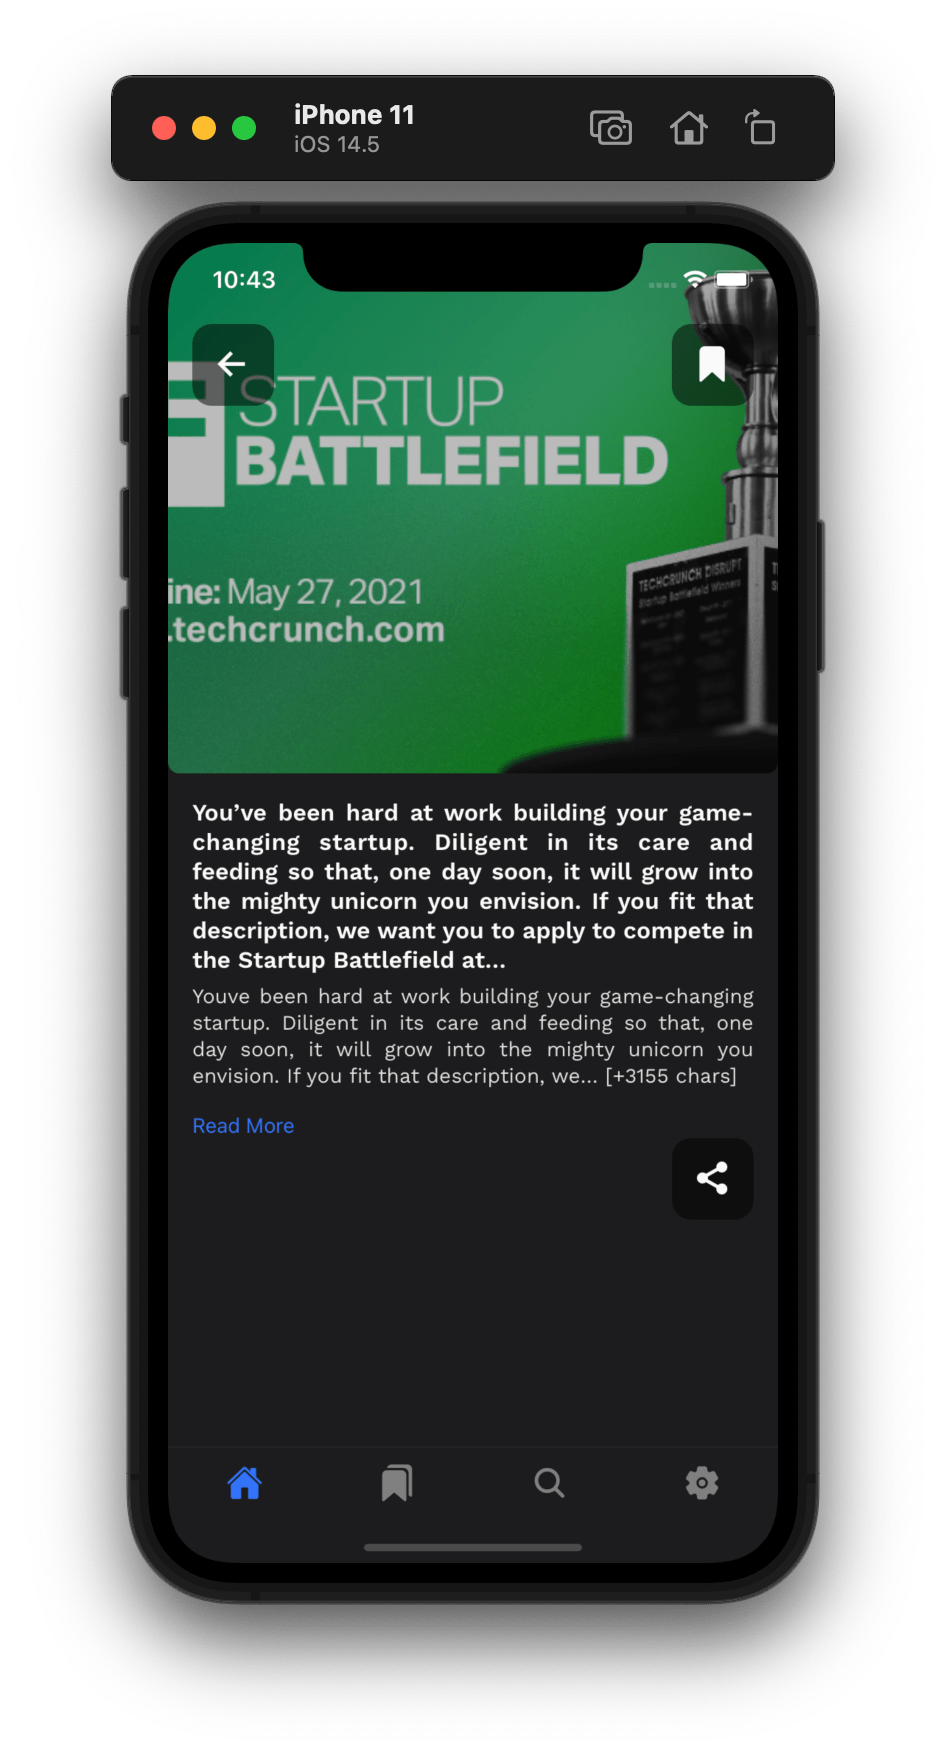 iPhone 11
iOS 14.5
10:43
STARTUP
BATTLEFIELD
ine: May 27, 2021
.techcrunch.com
TECHCRUNCH DISRUPT
Startup Battlefield Winners
You’ve been hard at work building your game-
changing startup. Diligent in its care and
feeding so that, one day soon, it will grow into
the mighty unicorn you envision. If you fit that
description, we want you to apply to compete in
the Startup Battlefield at...
Youve been hard at work building your game-changing
startup. Diligent in its care and feeding so that, one
day soon, it will grow into the mighty unicorn you
envision. If you fit that description, we... [+3155 chars]
Read More